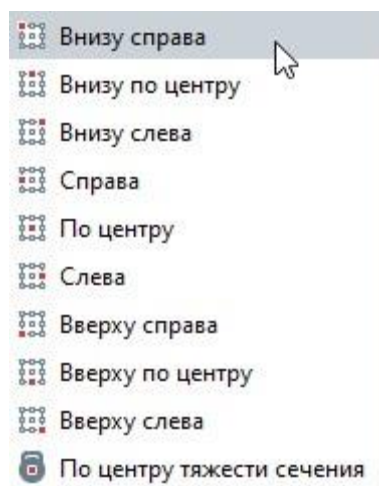 Внизу справа
Внизу по центру
Внизу слева
Справа
По центру
Слева
Вверху справа
Вверху по центру
Вверху слева
По центру тяжести сечения